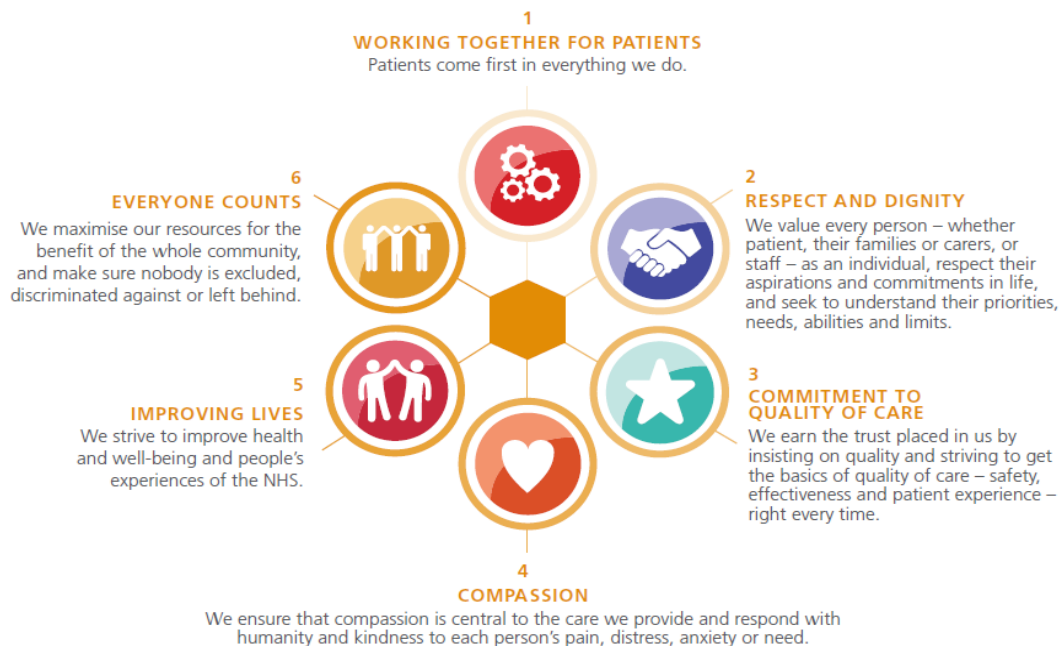 1
WORKING TOGETHER FOR PATIENTS
Patients come first in everything we do.
2
RESPECT AND DIGNITY
We value every person – whether
patient, their families or carers, or
staff – as an individual, respect their
aspirations and commitments in life,
and seek to understand their priorities,
needs, abilities and limits.
3
COMMITMENT TO
QUALITY OF CARE
We earn the trust placed in us by
insisting on quality and striving to get
the basics of quality of care – safety,
effectiveness and patient experience –
right every time.
4
COMPASSION
We ensure that compassion is central to the care we provide and respond with
humanity and kindness to each person’s pain, distress, anxiety or need.
5
IMPROVING LIVES
We strive to improve health
and well-being and people’s
experiences of the NHS.
6
EVERYONE COUNTS
We maximise our resources for the
benefit of the whole community,
and make sure nobody is excluded,
discriminated against or left behind.